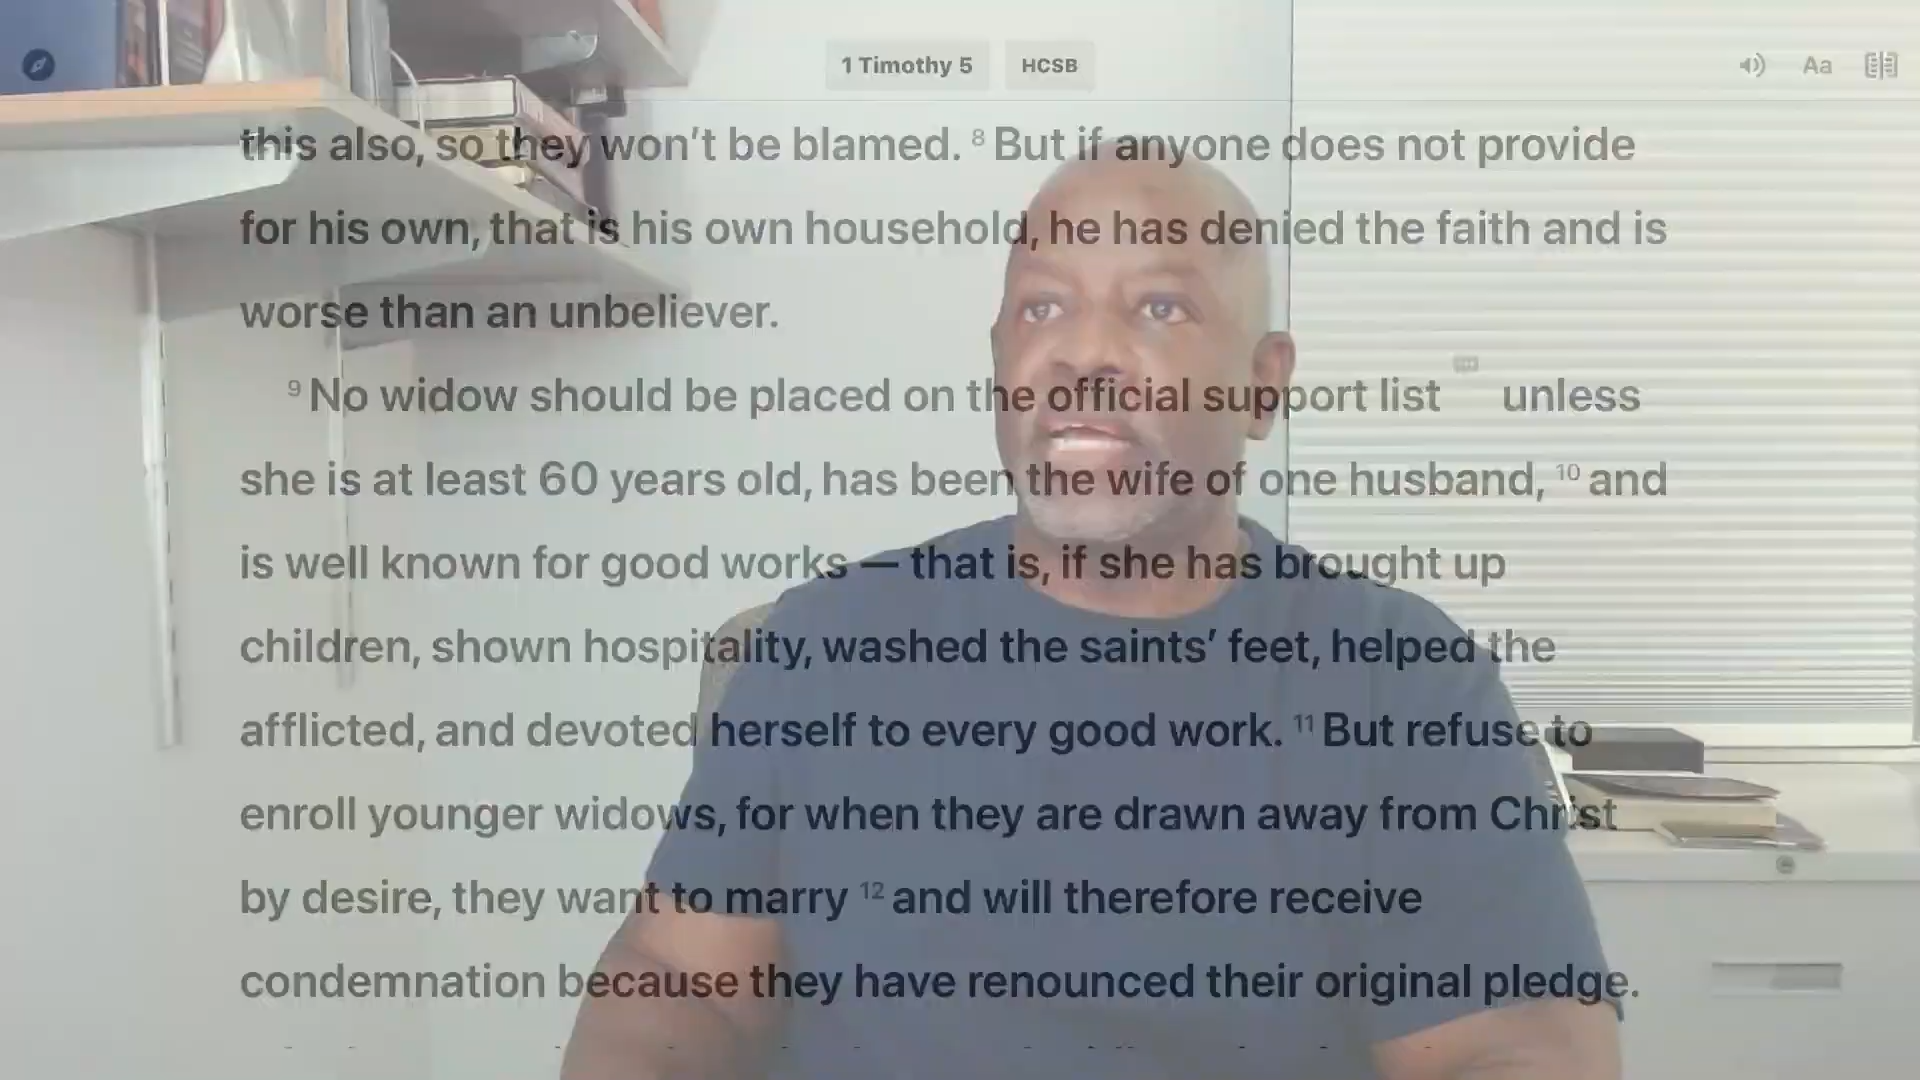 1 Timothy 5 HCSB Aa
this also, so they won’t be blamed. 8 But if anyone does not provide
for his own, that is his own household, he has denied the faith and is
worse than an unbeliever.
9 No widow should be placed on the official support list unless
she is at least 60 years old, has been the wife of one husband, 10 and
is well known for good works — that is, if she has brought up
children, shown hospitality, washed the saints’ feet, helped the
afflicted, and devoted herself to every good work. 11 But refuse to
enroll younger widows, for when they are drawn away from Christ
by desire, they want to marry 12 and will therefore receive
condemnation because they have renounced their original pledge.